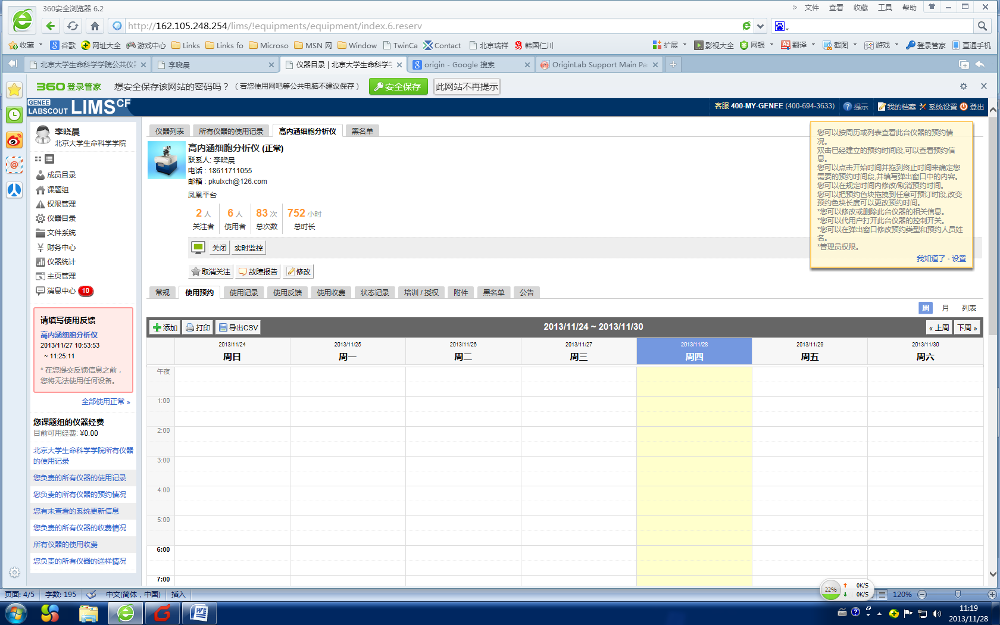 360安全浏览器 6.2
» 文件 查看 收藏 工具 帮助
http://162.105.248.254/lims/!equipments/equipment/index.6.reserv
收藏 谷歌 网址大全 游戏中心 Links Links fo Microso MSN 网 Window TwinCa Contact 北京瑞祥 韩国仁川 扩展 影视大全 网银 翻译 截图 游戏 登录管家 直通手机
北京大学生命科学学院公共仪器 李晓晨 仪器目录 | 北京大学生命科学学 origin - Google 搜索 OriginLab Support Main Pa
360 登录管家 想安全保存该网站的密码吗？ （若您使用网吧等公共电脑不建议保存） 安全保存 此网站不再提示
GENEE
LABSCOUT LIMS CF
客服 400-MY-GENEE (400-694-3633) 提示 我的档案 系统设置 登出
李晓晨
北京大学生命科学学院
成员目录
课题组
权限管理
仪器目录
文件系统
财务中心
仪器统计
主页管理
消息中心 10
请填写使用反馈
高内涵细胞分析仪
2013/11/27 10:53:53
~ 11:25:11
* 在您提交反馈信息之前，
您将无法使用任何设备。
全部使用正常 »
您课题组的仪器经费
目前可用经费: ¥0.00
北京大学生命科学学院所有仪器
的使用记录
您负责的所有仪器的使用记录
您负责的所有仪器的预约情况
您有未查看的系统更新信息
您负责的所有仪器的收费情况
所有仪器的使用收费
您负责的所有仪器的送样情况
仪器列表 所有仪器的使用记录 高内涵细胞分析仪 黑名单
高内涵细胞分析仪 (正常)
联系人: 李晓晨
电话 : 18611711055
邮箱 : pkulxch@126.com
凤凰平台
2 人 6 人 83 次 752 小时
关注者 使用者 总次数 总时长
关闭 实时监控
取消关注 故障报告 修改
您可以按周历或列表查看此台仪器的预约情
况。
双击已经建立的预约时间段,可以查看预约信
息。
您可以点击开始时间并拖到终止时间来确定您
需要的预约时间段,并填写弹出窗口中的内容。
您可以在规定时间内修改/取消预约时间。
您可以把预约色块拖拽到任意可预订时段,改变
预约色块长度可以更改预约时间。
*您可以修改或删除此台仪器的相关信息。
*您可以代用户打开此台仪器的控制开关。
*您可以在弹出窗口修改预约类型和预约人员姓
名。
*管理员权限。
我知道了 · 设置
常规 使用预约 使用记录 使用反馈 使用收费 状态记录 培训 / 授权 附件 黑名单 公告
周 月 列表
添加 打印 导出CSV 2013/11/24 ~ 2013/11/30 « 上周 下周 »
2013/11/24 2013/11/25 2013/11/26 2013/11/27 2013/11/28 2013/11/29 2013/11/30
周日 周一 周二 周三 周四 周五 周六
午夜
1:00
2:00
3:00
4:00
5:00
6:00
7:00
22% 0K/S
0K/S
页面: 4/5 字数: 195 中文(简体，中国) 插入 120%
11:19
2013/11/28